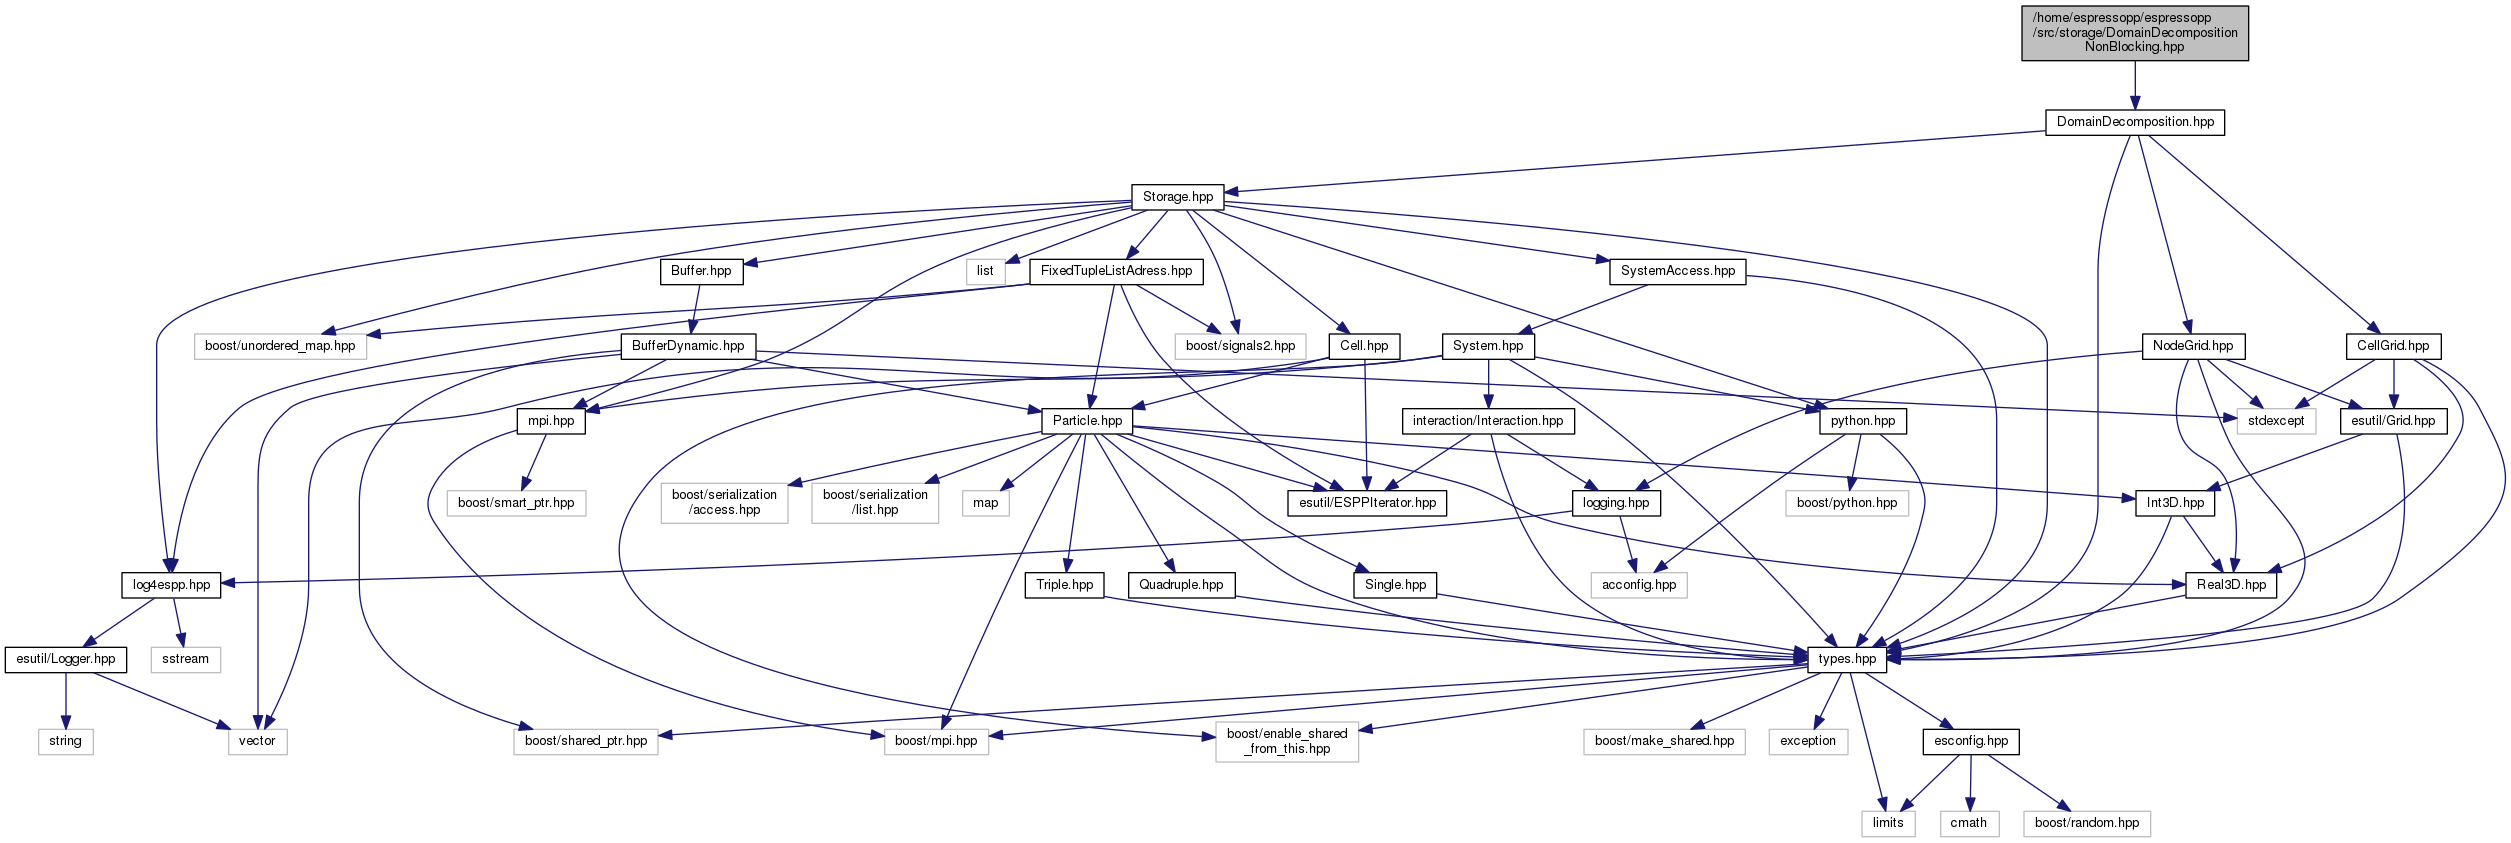 /home/espressopp/espressopp
/src/storage/DomainDecomposition
NonBlocking.hpp
DomainDecomposition.hpp
Storage.hpp
Buffer.hpp
list
FixedTupleListAdress.hpp
SystemAccess.hpp
boost/unordered_map.hpp
BufferDynamic.hpp
boost/signals2.hpp
Cell.hpp
System.hpp
NodeGrid.hpp
CellGrid.hpp
mpi.hpp
Particle.hpp
interaction/Interaction.hpp
python.hpp
stdexcept
esutil/Grid.hpp
boost/smart_ptr.hpp
boost/serialization
/access.hpp
boost/serialization
/list.hpp
map
esutil/ESPPIterator.hpp
logging.hpp
boost/python.hpp
Int3D.hpp
log4espp.hpp
Triple.hpp
Quadruple.hpp
Single.hpp
acconfig.hpp
Real3D.hpp
esutil/Logger.hpp
sstream
types.hpp
string
vector
boost/shared_ptr.hpp
boost/mpi.hpp
boost/enable_shared
_from_this.hpp
boost/make_shared.hpp
exception
esconfig.hpp
limits
cmath
boost/random.hpp